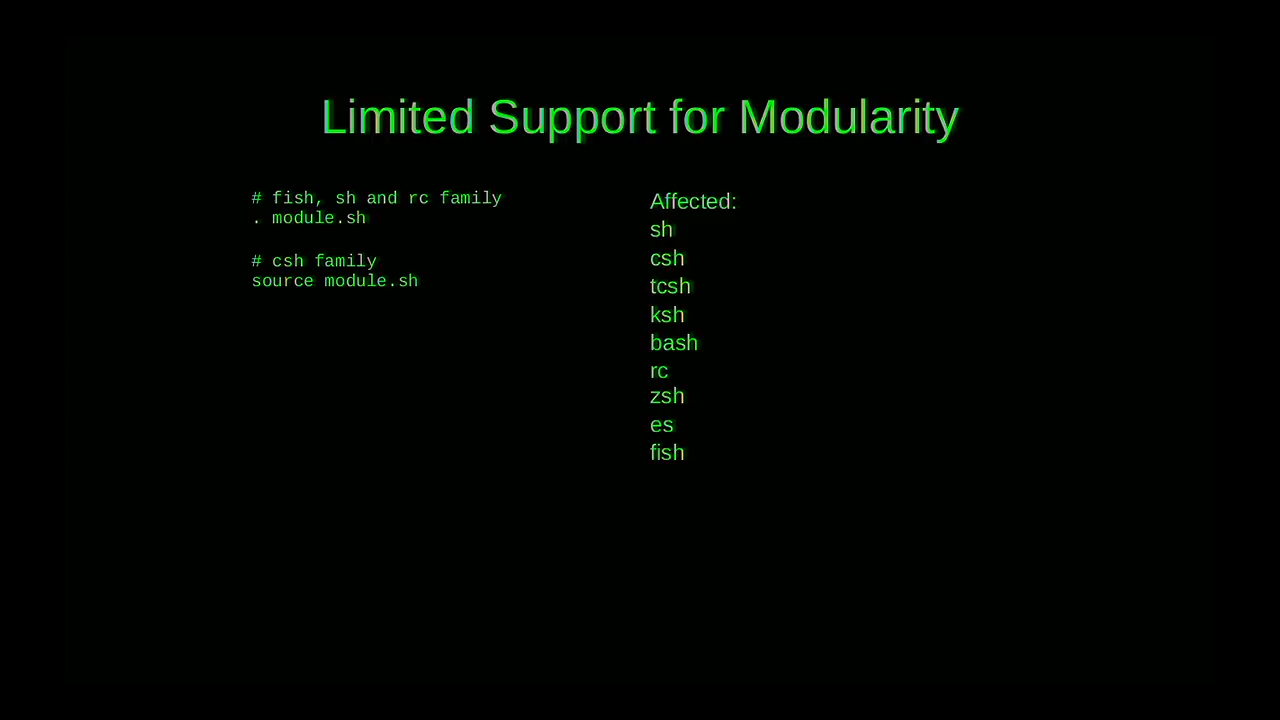 Limited Support for Modularity
# fish, sh and rc family
. module.sh
# csh family
source module.sh
Affected:
sh
csh
tcsh
ksh
bash
rc
zsh
es
fish